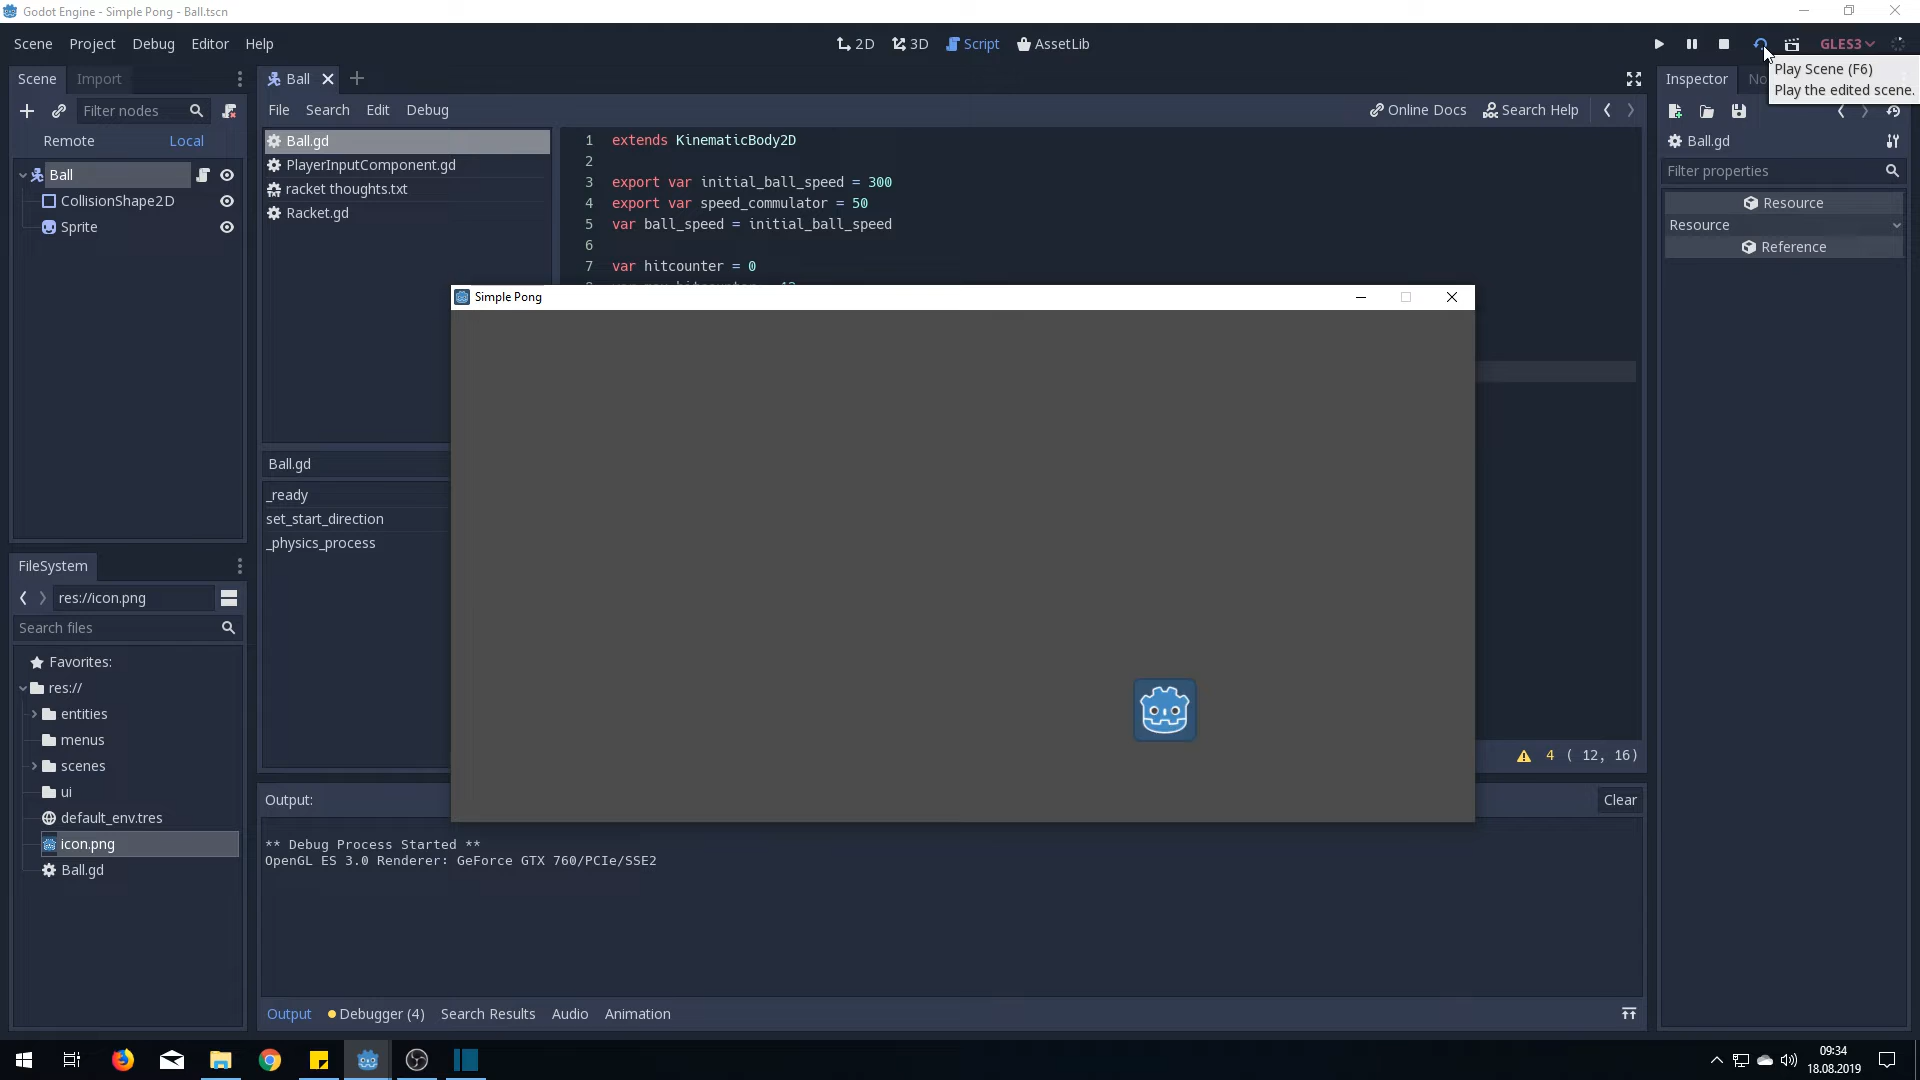 Godot Engine - Simple Pong - Ball.tscn
Scene Project Debug Editor Help
2D 3D Script AssetLib
GLES3
Play Scene (F6)
Play the edited scene.
Scene Import
Filter nodes
Remote Local
Ball
CollisionShape2D
Sprite
Ball
File Search Edit Debug
Online Docs Search Help
Ball.gd
PlayerInputComponent.gd
racket thoughts.txt
Racket.gd
1 extends KinematicBody2D
2
3 export var initial_ball_speed = 300
4 export var speed_commulator = 50
5 var ball_speed = initial_ball_speed
6
7 var hitcounter = 0
Simple Pong
Ball.gd
_ready
set_start_direction
_physics_process
4 ( 12, 16)
Inspector No
Ball.gd
Filter properties
Resource
Resource
Reference
FileSystem
res://icon.png
Search files
Favorites:
res://
entities
menus
scenes
ui
default_env.tres
icon.png
Ball.gd
Output:
Clear
** Debug Process Started **
OpenGL ES 3.0 Renderer: GeForce GTX 760/PCIe/SSE2
Output Debugger (4) Search Results Audio Animation
09:34
18.08.2019